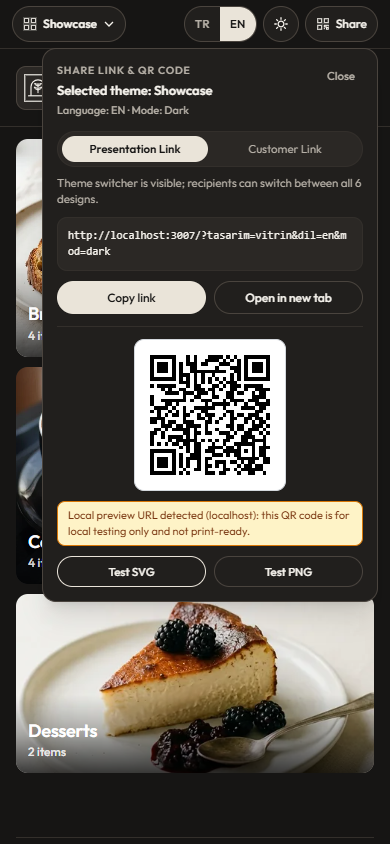 Showcase
TR
EN
Share
SHARE LINK & QR CODE
Close
Selected theme: Showcase
Language: EN · Mode: Dark
Presentation Link
Customer Link
Theme switcher is visible; recipients can switch between all 6
designs.
http://localhost:3007/?tasarim=vitrin&dil=en&m
od=dark
Copy link
Open in new tab
Local preview URL detected (localhost): this QR code is for
local testing only and not print-ready.
Test SVG
Test PNG
Desserts
2 items